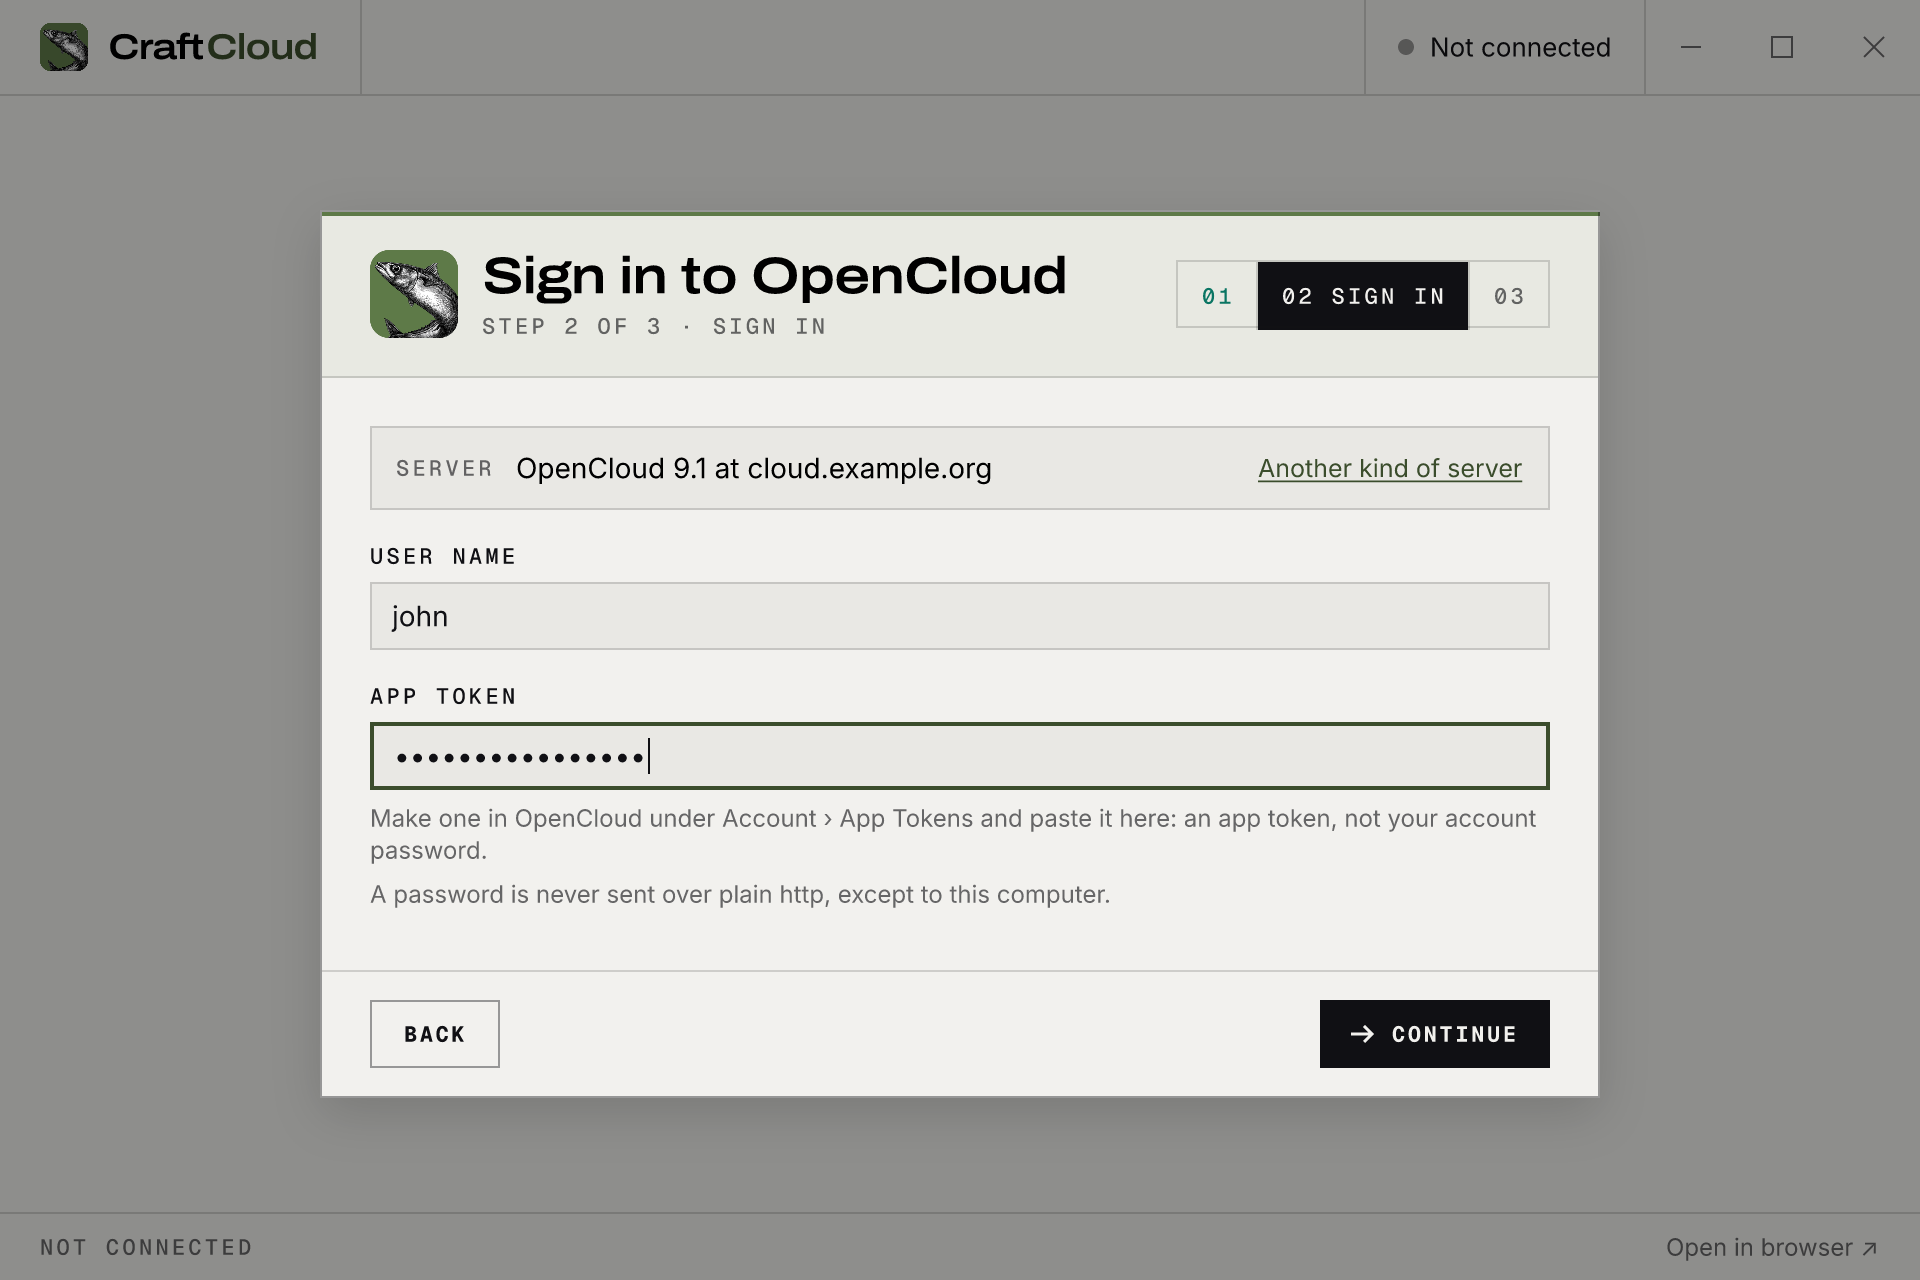 CraftCloud
Not connected
Sign in to OpenCloud
STEP 2 OF 3 · SIGN IN
01
02 SIGN IN
03
SERVER OpenCloud 9.1 at cloud.example.org
Another kind of server
USER NAME
john
APP TOKEN
••••••••••••••••
Make one in OpenCloud under Account › App Tokens and paste it here: an app token, not your account
password.
A password is never sent over plain http, except to this computer.
BACK
→ CONTINUE
NOT CONNECTED
Open in browser ↗